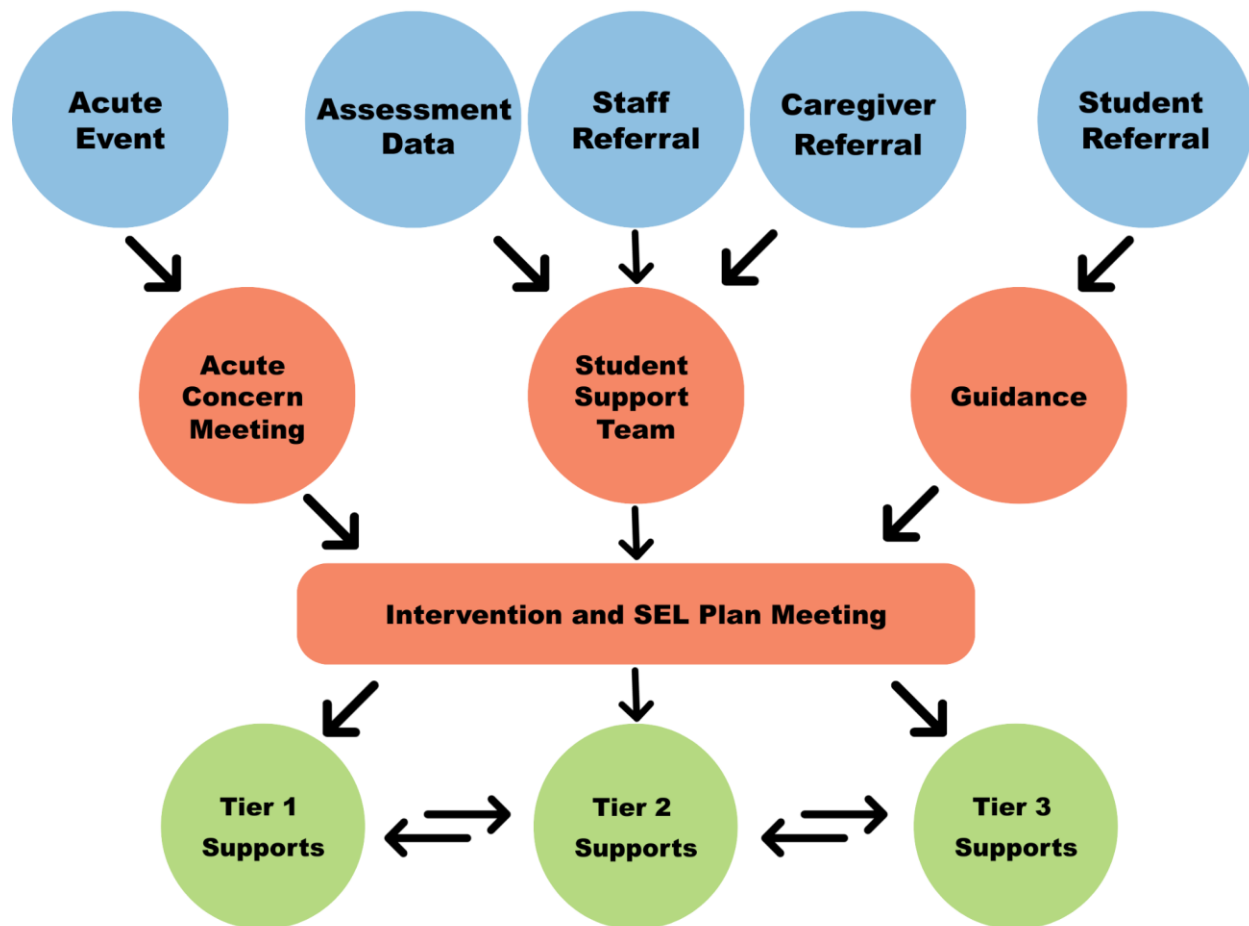 Acute
Event
Assessment
Data
Staff
Referral
Caregiver
Referral
Student
Referral
Acute
Concern
Meeting
Student
Support
Team
Guidance
Intervention and SEL Plan Meeting
Tier 1
Supports
Tier 2
Supports
Tier 3
Supports